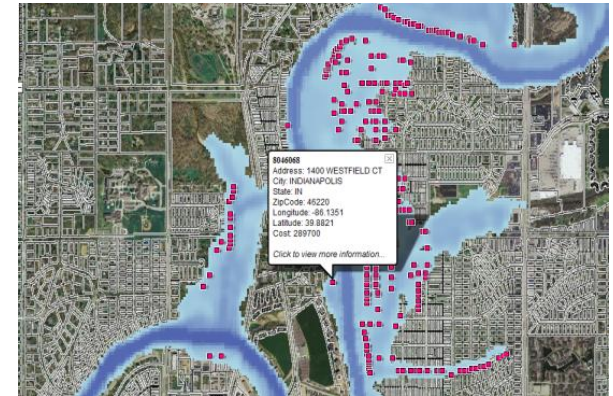 8046068
Address: 1400 WESTFIELD CT
City: INDIANAPOLIS
State: IN
ZipCode: 46220
Longitude: -86.1351
Latitude: 39.8821
Cost: 289700
Click to view more information...